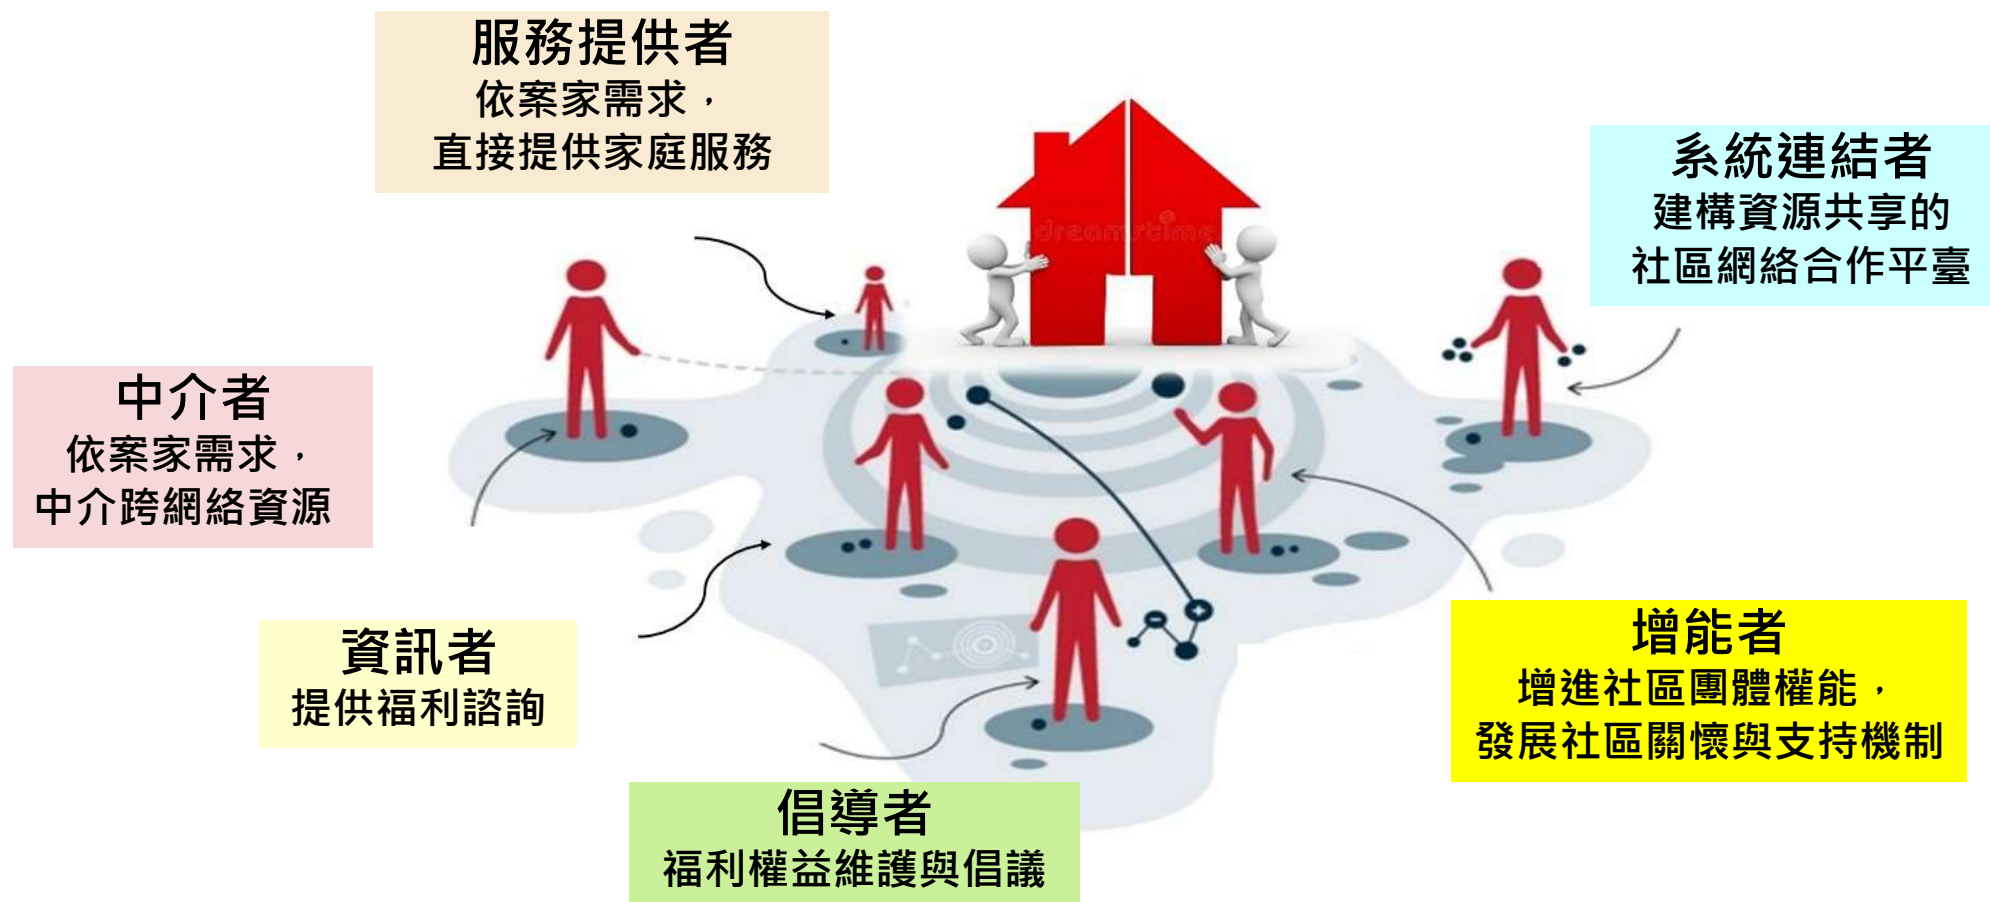 服務提供者
依案家需求，
直接提供家庭服務
系統連結者
建構資源共享的
社區網絡合作平臺
dreamstime
中介者
依案家需求，
中介跨網絡資源
資訊者
提供福利諮詢
增能者
增進社區團體權能，
發展社區關懷與支持機制
倡導者
福利權益維護與倡議